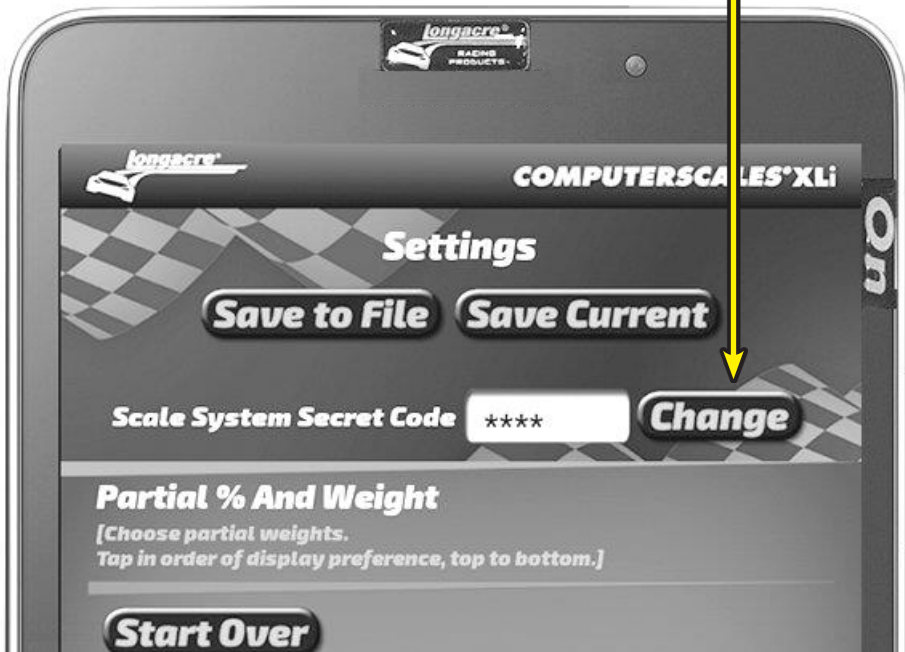 longacre®
RACING
PRODUCTS
longacre®
COMPUTERSCALES®XLi
On
Settings
Save to File
Save Current
Scale System Secret Code
****
Change
Partial % And Weight
[Choose partial weights.
Tap in order of display preference, top to bottom.]
Start Over